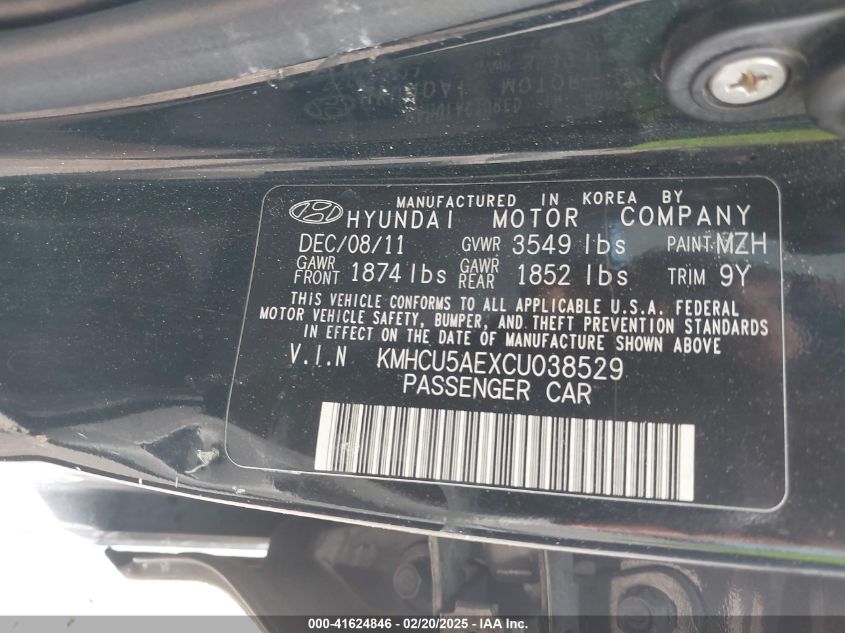 MANUFACTURED IN KOREA BY
HYUNDAI MOTOR COMPANY
DEC/08/11 GVWR 3549 lbs PAINT MZH
GAWR FRONT 1874 lbs GAWR REAR 1852 lbs TRIM 9Y
THIS VEHICLE CONFORMS TO ALL APPLICABLE U.S.A. FEDERAL
MOTOR VEHICLE SAFETY, BUMPER, AND THEFT PREVENTION STANDARDS
IN EFFECT ON THE DATE OF MANUFACTURE SHOWN ABOVE
V.I.N KMHCU5AEXCU038529
PASSENGER CAR
000-41624846 - 02/20/2025 - IAA Inc.